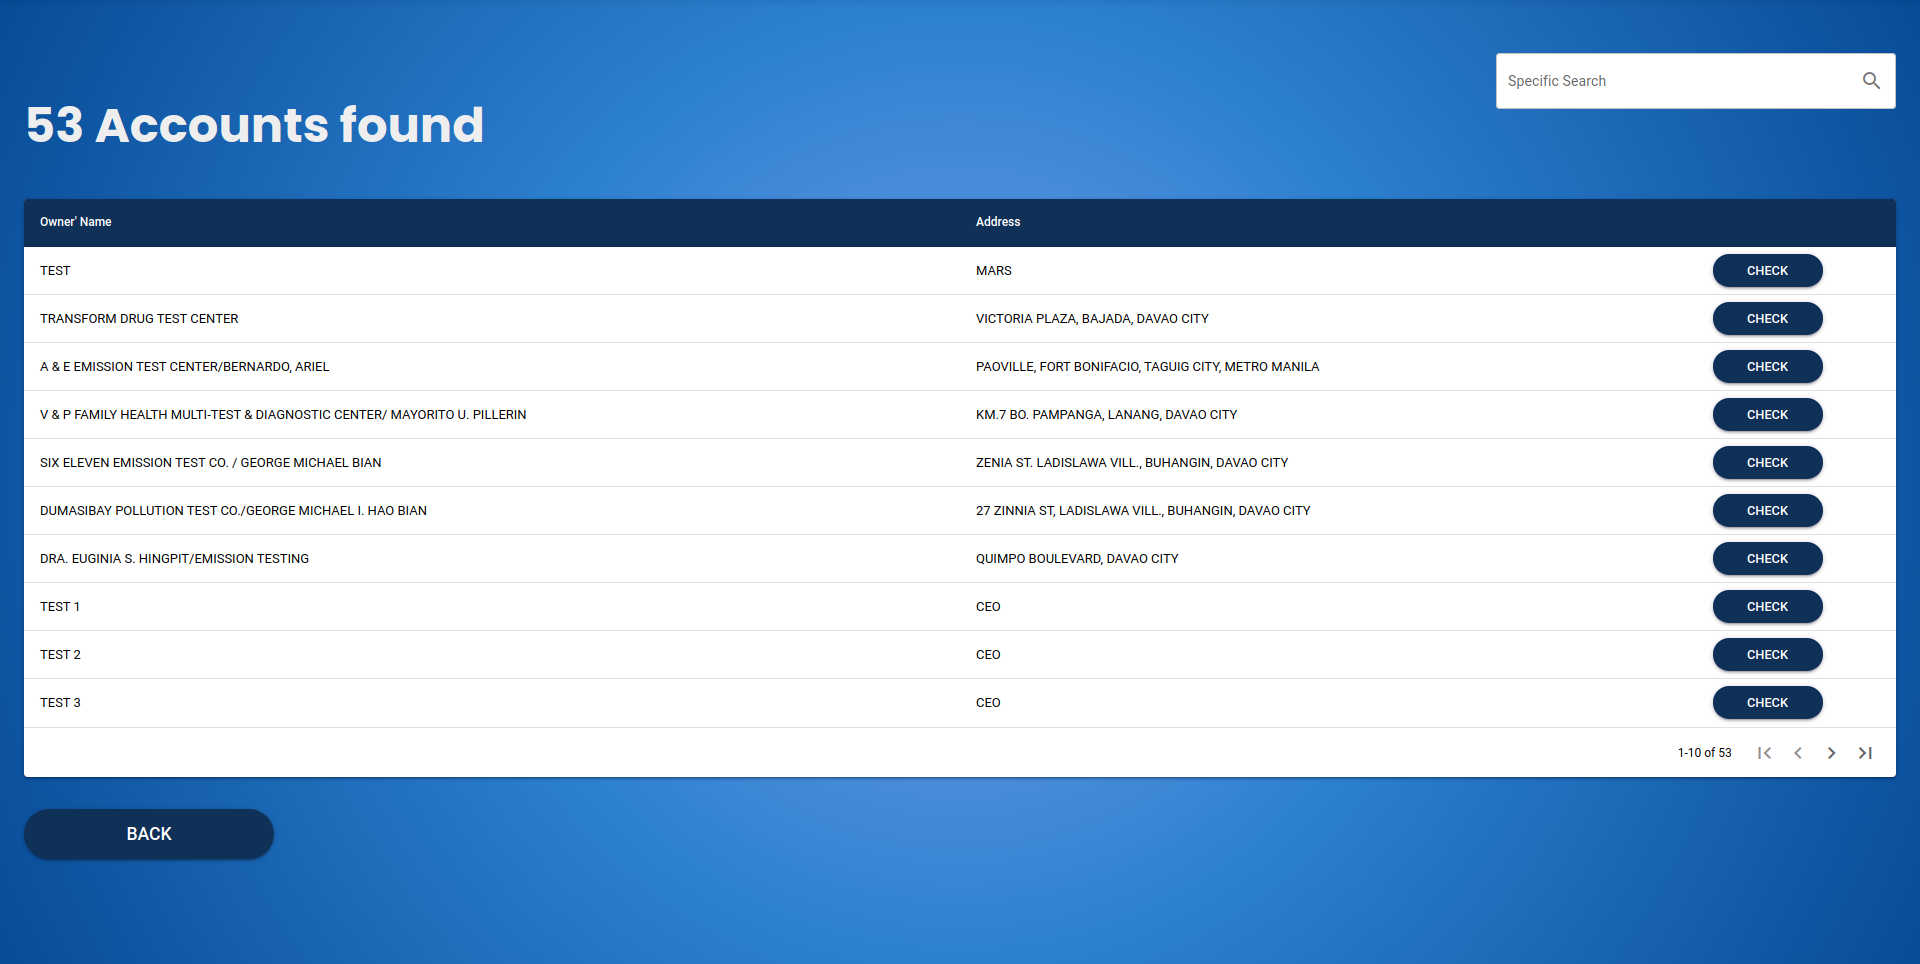 Specific Search
53 Accounts found
Owner' Name Address
TEST MARS CHECK
TRANSFORM DRUG TEST CENTER VICTORIA PLAZA, BAJADA, DAVAO CITY CHECK
A & E EMISSION TEST CENTER/BERNARDO, ARIEL PAOVILLE, FORT BONIFACIO, TAGUIG CITY, METRO MANILA CHECK
V & P FAMILY HEALTH MULTI-TEST & DIAGNOSTIC CENTER/ MAYORITO U. PILLERIN KM.7 BO. PAMPANGA, LANANG, DAVAO CITY CHECK
SIX ELEVEN EMISSION TEST CO. / GEORGE MICHAEL BIAN ZENIA ST. LADISLAWA VILL., BUHANGIN, DAVAO CITY CHECK
DUMASIBAY POLLUTION TEST CO./GEORGE MICHAEL I. HAO BIAN 27 ZINNIA ST, LADISLAWA VILL., BUHANGIN, DAVAO CITY CHECK
DRA. EUGINIA S. HINGPIT/EMISSION TESTING QUIMPO BOULEVARD, DAVAO CITY CHECK
TEST 1 CEO CHECK
TEST 2 CEO CHECK
TEST 3 CEO CHECK
1-10 of 53
BACK